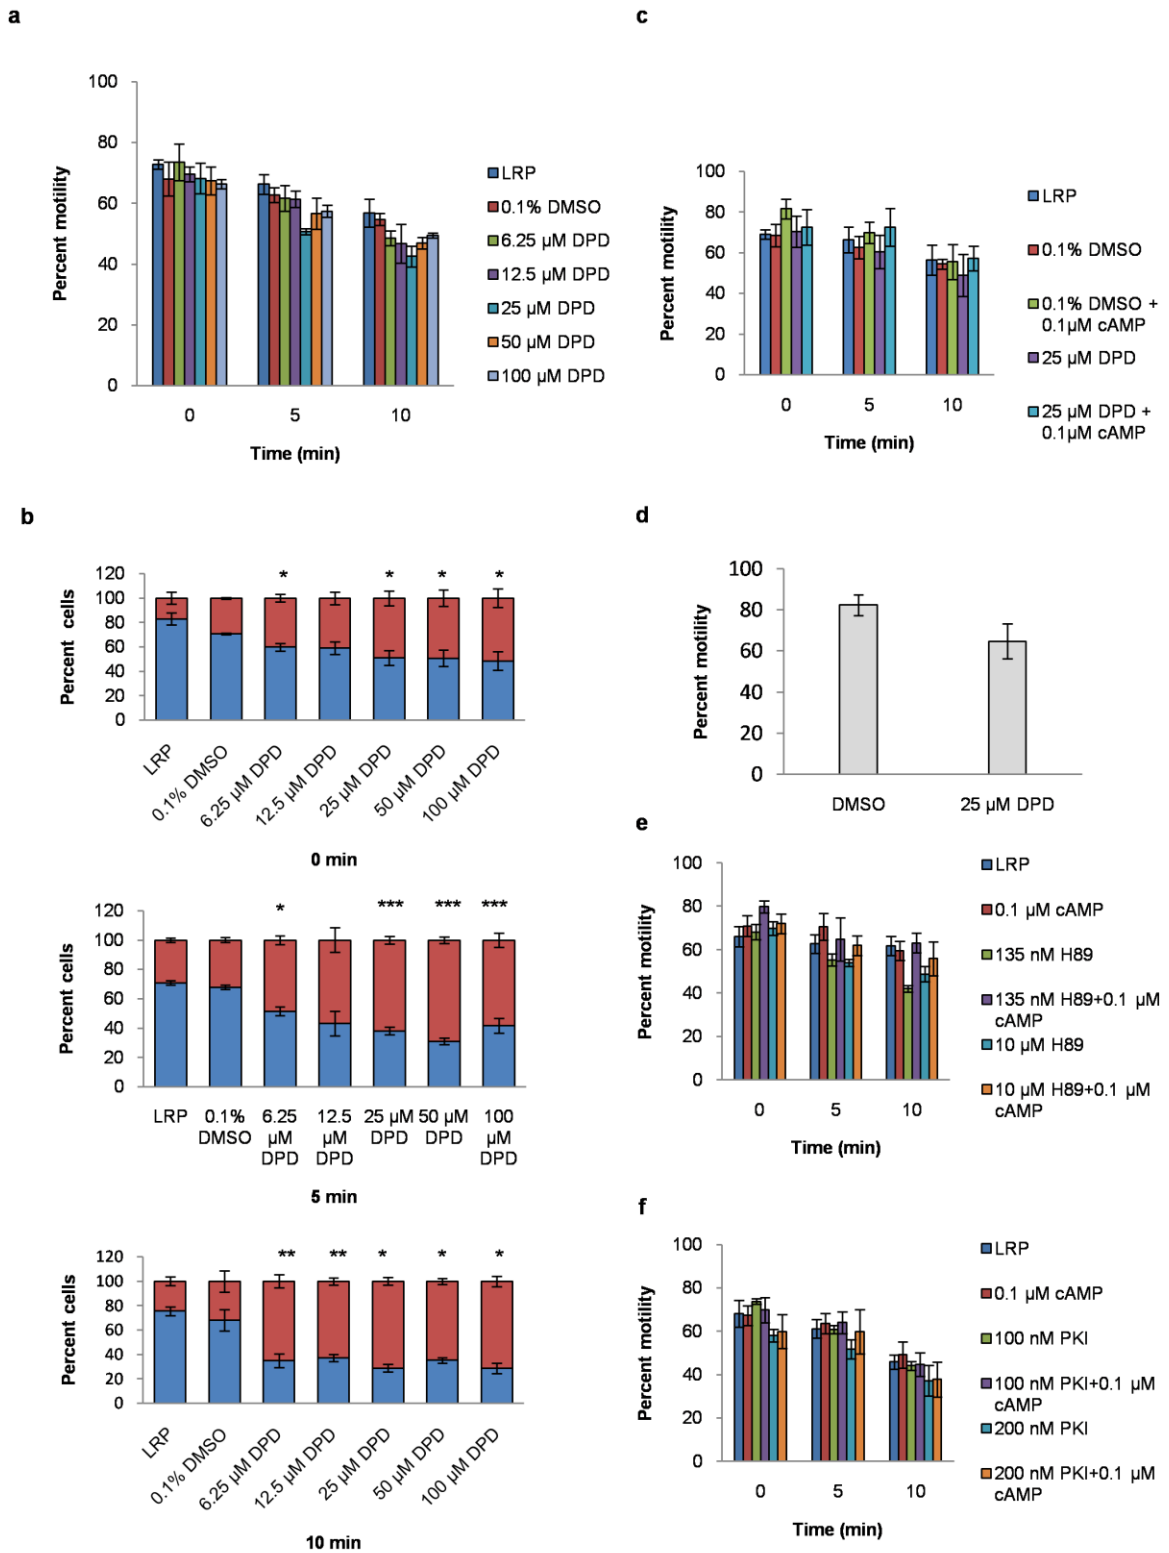 a
100
80
60
40
20
0
Percent motility
0
5
10
Time (min)
LRP
0.1% DMSO
6.25 µM DPD
12.5 µM DPD
25 µM DPD
50 µM DPD
100 µM DPD
c
100
80
60
40
20
0
Percent motility
0
5
10
Time (min)
LRP
0.1% DMSO
0.1% DMSO +
0.1µM cAMP
25 µM DPD
25 µM DPD +
0.1µM cAMP
b
120
100
80
60
40
20
0
Percent cells
* * * *
LRP
0.1% DMSO
6.25 µM DPD
12.5 µM DPD
25 µM DPD
50 µM DPD
100 µM DPD
0 min
120
100
80
60
40
20
0
Percent cells
* *** *** ***
LRP
0.1%
DMSO
6.25
µM
DPD
12.5
µM
DPD
25 µM
DPD
50 µM
DPD
100
µM
DPD
5 min
120
100
80
60
40
20
0
Percent cells
** ** * * *
LRP
0.1% DMSO
6.25 µM DPD
12.5 µM DPD
25 µM DPD
50 µM DPD
100 µM DPD
10 min
d
100
80
60
40
20
0
Percent motility
DMSO
25 µM DPD
e
100
80
60
40
20
0
Percent motility
0
5
10
Time (min)
LRP
0.1 µM cAMP
135 nM H89
135 nM H89+0.1 µM
cAMP
10 µM H89
10 µM H89+0.1 µM
cAMP
f
100
80
60
40
20
0
Percent motility
0
5
10
Time (min)
LRP
0.1 µM cAMP
100 nM PKI
100 nM PKI+0.1 µM
cAMP
200 nM PKI
200 nM PKI+0.1 µM
cAMP